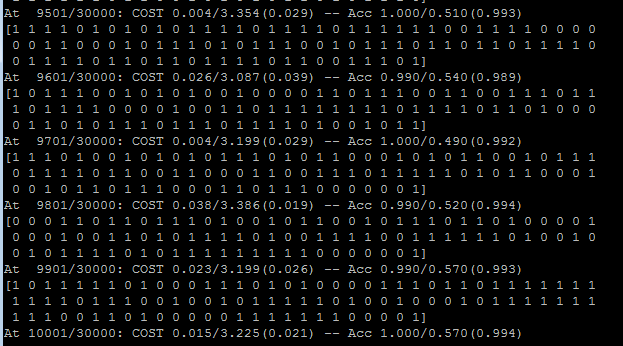 At  9501/30000: COST 0.004/3.354(0.029) -- Acc 1.000/0.510(0.993)
[1 1 1 1 0 1 0 1 0 1 0 1 1 1 1 0 1 1 1 0 1 1 1 1 1 1 0 0 1 1 1 1 0 0 0 0
0 0 1 1 0 0 0 1 0 1 1 1 0 1 0 1 1 1 0 0 0 1 0 1 0 1 1 0 1 1 0 1 1 1 1 0
0 1 1 1 1 0 1 1 1 0 1 0 1 1 1 0 1 1 0 1 1 0 0 1 1 1 0 1]
At  9601/30000: COST 0.026/3.087(0.039) -- Acc 0.990/0.540(0.989)
[1 0 1 1 1 0 0 1 0 1 0 1 0 0 1 0 0 0 0 1 1 0 1 1 1 0 0 1 1 0 0 1 1 1 0 1 1
1 0 1 1 1 1 0 0 0 0 1 0 0 1 1 1 1 1 1 1 1 1 0 1 1 1 1 0 1 1 0 1 0 0 0
0 1 1 0 1 0 1 1 1 0 1 1 1 0 1 1 1 1 0 1 0 0 1 0 1 1]
At  9701/30000: COST 0.004/3.199(0.029) -- Acc 1.000/0.490(0.992)
[1 1 1 0 1 0 0 1 0 1 0 1 0 1 1 1 0 1 1 0 0 0 1 0 1 0 1 1 0 0 1 0 1 1 1
0 1 1 1 0 1 1 1 0 1 1 1 1 0 0 0 1 1 0 1 1 1 0 1 0 1 1 0 1 1 0 0 0 1
1 0 0 1 0 1 1 0 1 1 1 1 0 0 0 1 1 1 0 0 0 0 0 0 1]
At  9801/30000: COST 0.038/3.386(0.019) -- Acc 0.990/0.520(0.994)
[0 0 0 1 1 0 1 1 0 1 1 1 0 1 0 0 1 1 0 1 1 0 0 1 0 1 1 1 0 1 1 0 1 0 0 0 0 1
1 0 0 0 1 0 0 1 1 0 1 1 1 0 1 0 0 1 1 1 1 0 0 1 1 1 1 1 1 0 1 0 0 1 0
1 1 1 0 1 1 1 1 0 1 0 1 1 1 1 1 1 1 1 0 0 0 0 0 0 1]
At  9901/30000: COST 0.023/3.199(0.026) -- Acc 0.990/0.570(0.993)
[1 0 1 1 1 1 1 0 0 0 1 1 0 1 0 1 0 0 0 0 1 1 1 0 1 1 0 1 1 1 1 1 1 1
1 1 1 1 0 1 1 0 0 1 0 1 0 1 0 0 1 1 0 0 1 0 1 0 0 0 1 0 1 1 1 1 1 1
1 1 1 0 0 1 1 0 1 0 0 0 0 0 1 1 1 1 1 1 0 0 0 0 1]
At 10001/30000: COST 0.015/3.225(0.021) -- Acc 1.000/0.570(0.994)